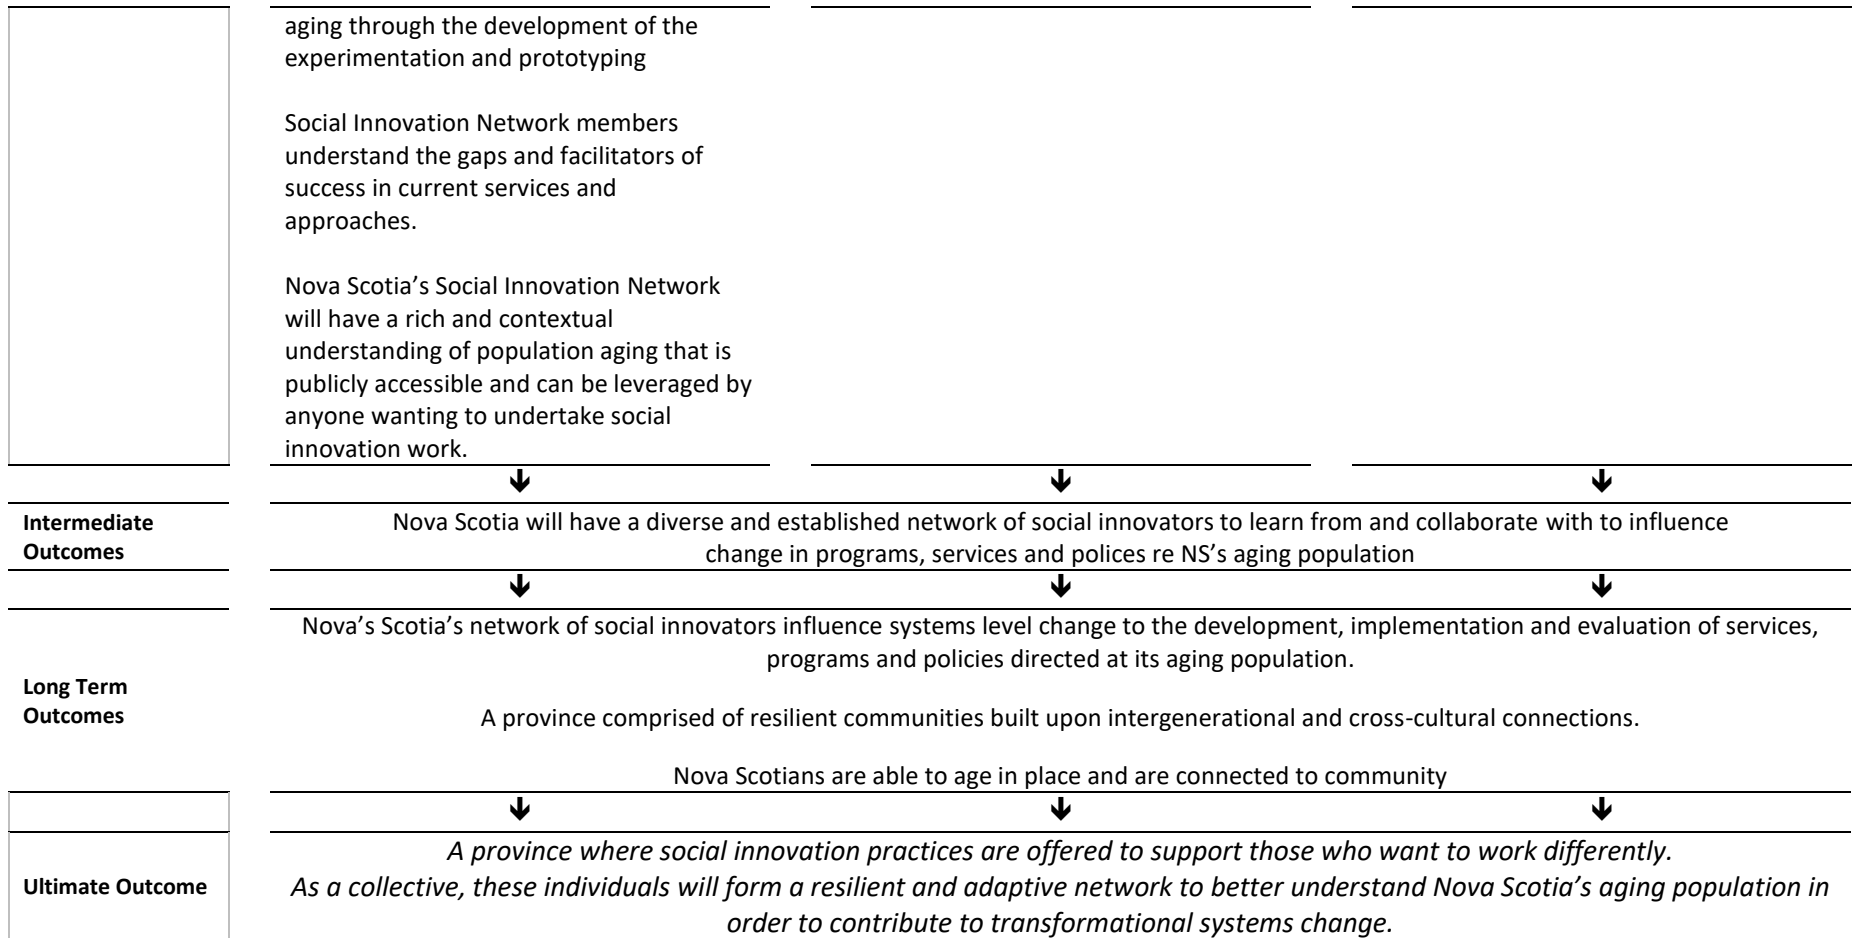 aging through the development of the
experimentation and prototyping
Social Innovation Network members
understand the gaps and facilitators of
success in current services and
approaches.
Nova Scotia’s Social Innovation Network
will have a rich and contextual
understanding of population aging that is
publicly accessible and can be leveraged by
anyone wanting to undertake social
innovation work.
🡻 🡻 🡻
Intermediate
Outcomes
Nova Scotia will have a diverse and established network of social innovators to learn from and collaborate with to influence
change in programs, services and polices re NS’s aging population
🡻 🡻 🡻
Long Term
Outcomes
Nova’s Scotia’s network of social innovators influence systems level change to the development, implementation and evaluation of services,
programs and policies directed at its aging population.
A province comprised of resilient communities built upon intergenerational and cross-cultural connections.
Nova Scotians are able to age in place and are connected to community
🡻 🡻 🡻
Ultimate Outcome
A province where social innovation practices are offered to support those who want to work differently.
As a collective, these individuals will form a resilient and adaptive network to better understand Nova Scotia’s aging population in
order to contribute to transformational systems change.